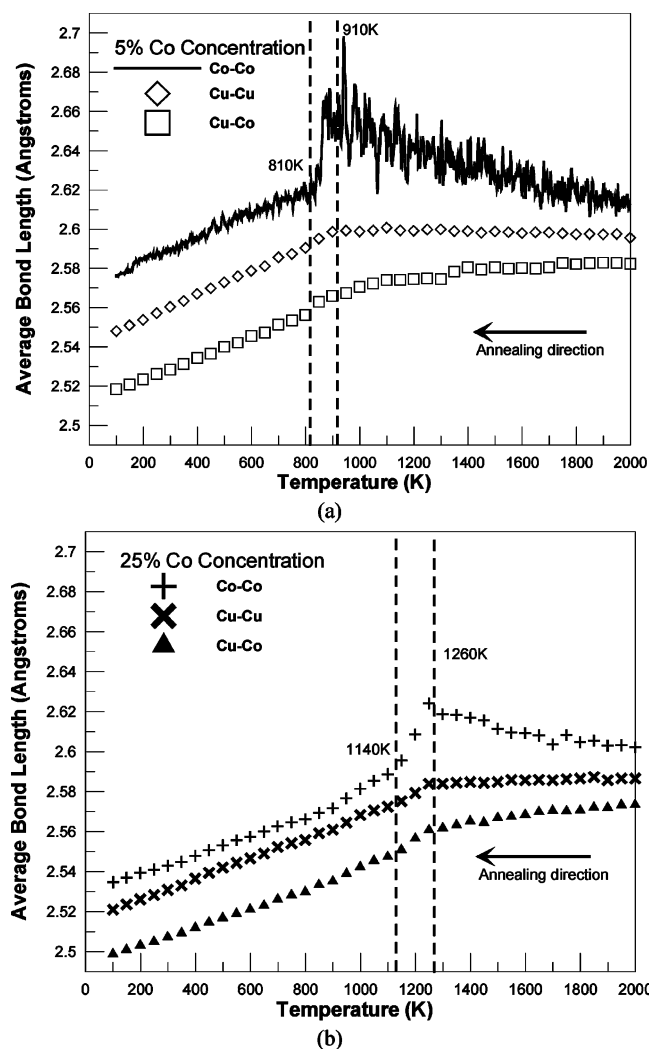 2.7
2.68
2.66
2.64
2.62
2.6
2.58
2.56
2.54
2.52
2.5
Average Bond Length (Angstroms)
5% Co Concentration
Co-Co
Cu-Cu
Cu-Co
810K
910K
Annealing direction
0 200 400 600 800 1000 1200 1400 1600 1800 2000
Temperature (K)
(a)
2.7
2.68
2.66
2.64
2.62
2.6
2.58
2.56
2.54
2.52
2.5
Average Bond Length (Angstroms)
25% Co Concentration
Co-Co
Cu-Cu
Cu-Co
1140K
1260K
Annealing direction
0 200 400 600 800 1000 1200 1400 1600 1800 2000
Temperature (K)
(b)